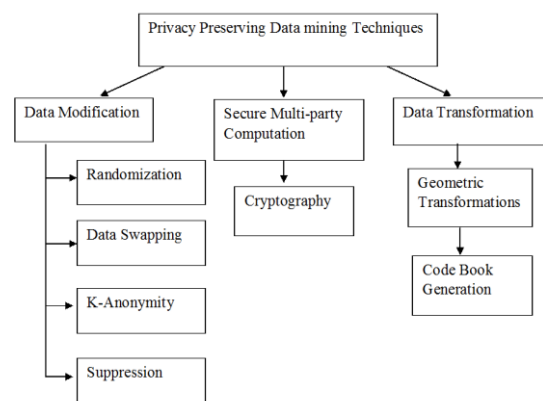 Privacy Preserving Data mining Techniques
Data Modification
Secure Multi-party
Computation
Data Transformation
Randomization
Data Swapping
K-Anonymity
Suppression
Cryptography
Geometric
Transformations
Code Book
Generation